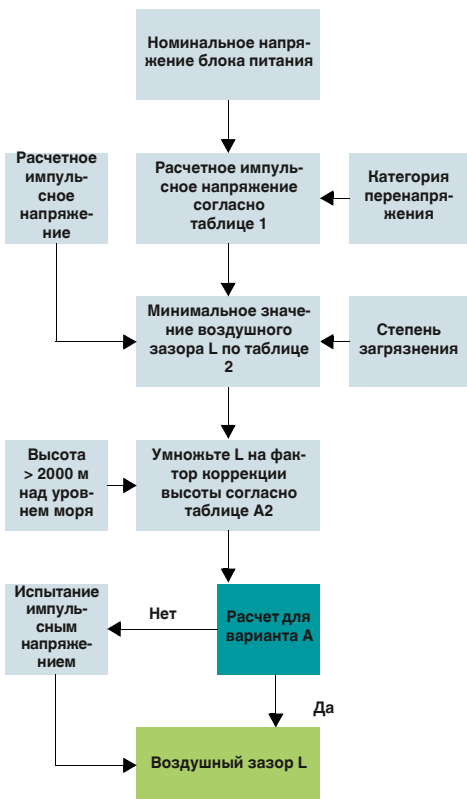 Номинальное напря-
жение блока питания
Расчетное
импуль-
сное
напряже-
ние
Расчетное импуль-
сное напряжение
согласно
таблице 1
Категория
перенапря-
жения
Минимальное значе-
ние воздушного
зазора L по таблице
2
Степень
загрязнения
Высота
> 2000 м
над уров-
нем моря
Умножьте L на фак-
тор коррекции
высоты согласно
таблице A2
Испытание
импуль-
сным
напряже-
нием
Нет
Расчет для
варианта А
Да
Воздушный зазор L